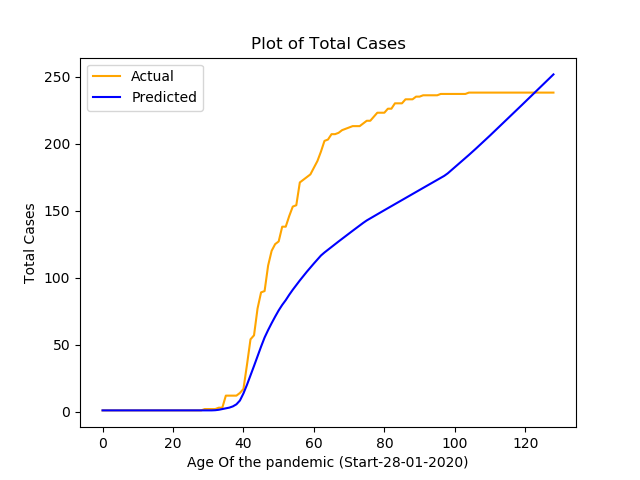 Plot of Total Cases
Actual
Predicted
250
200
150
100
50
0
Total Cases
0 20 40 60 80 100 120
Age Of the pandemic (Start-28-01-2020)